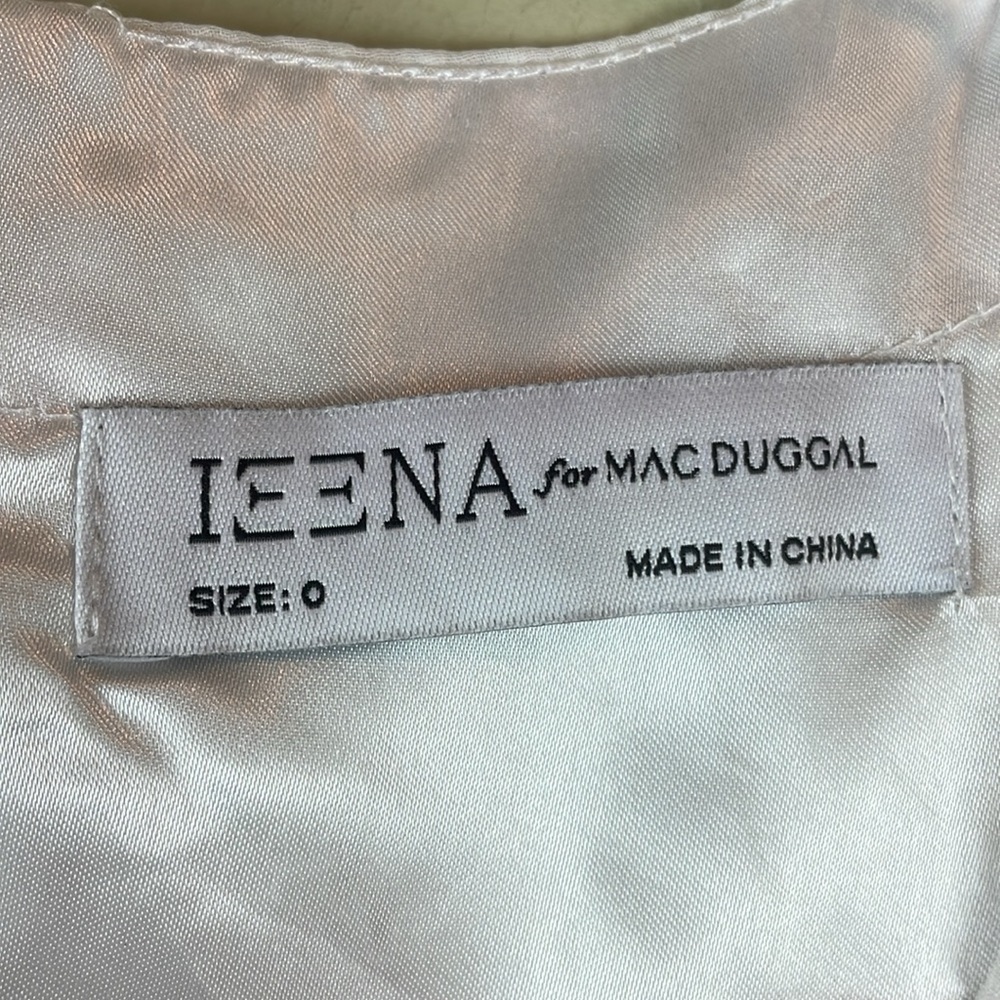 IEENA for MAC DUGGAL
MADE IN CHINA
SIZE: 0